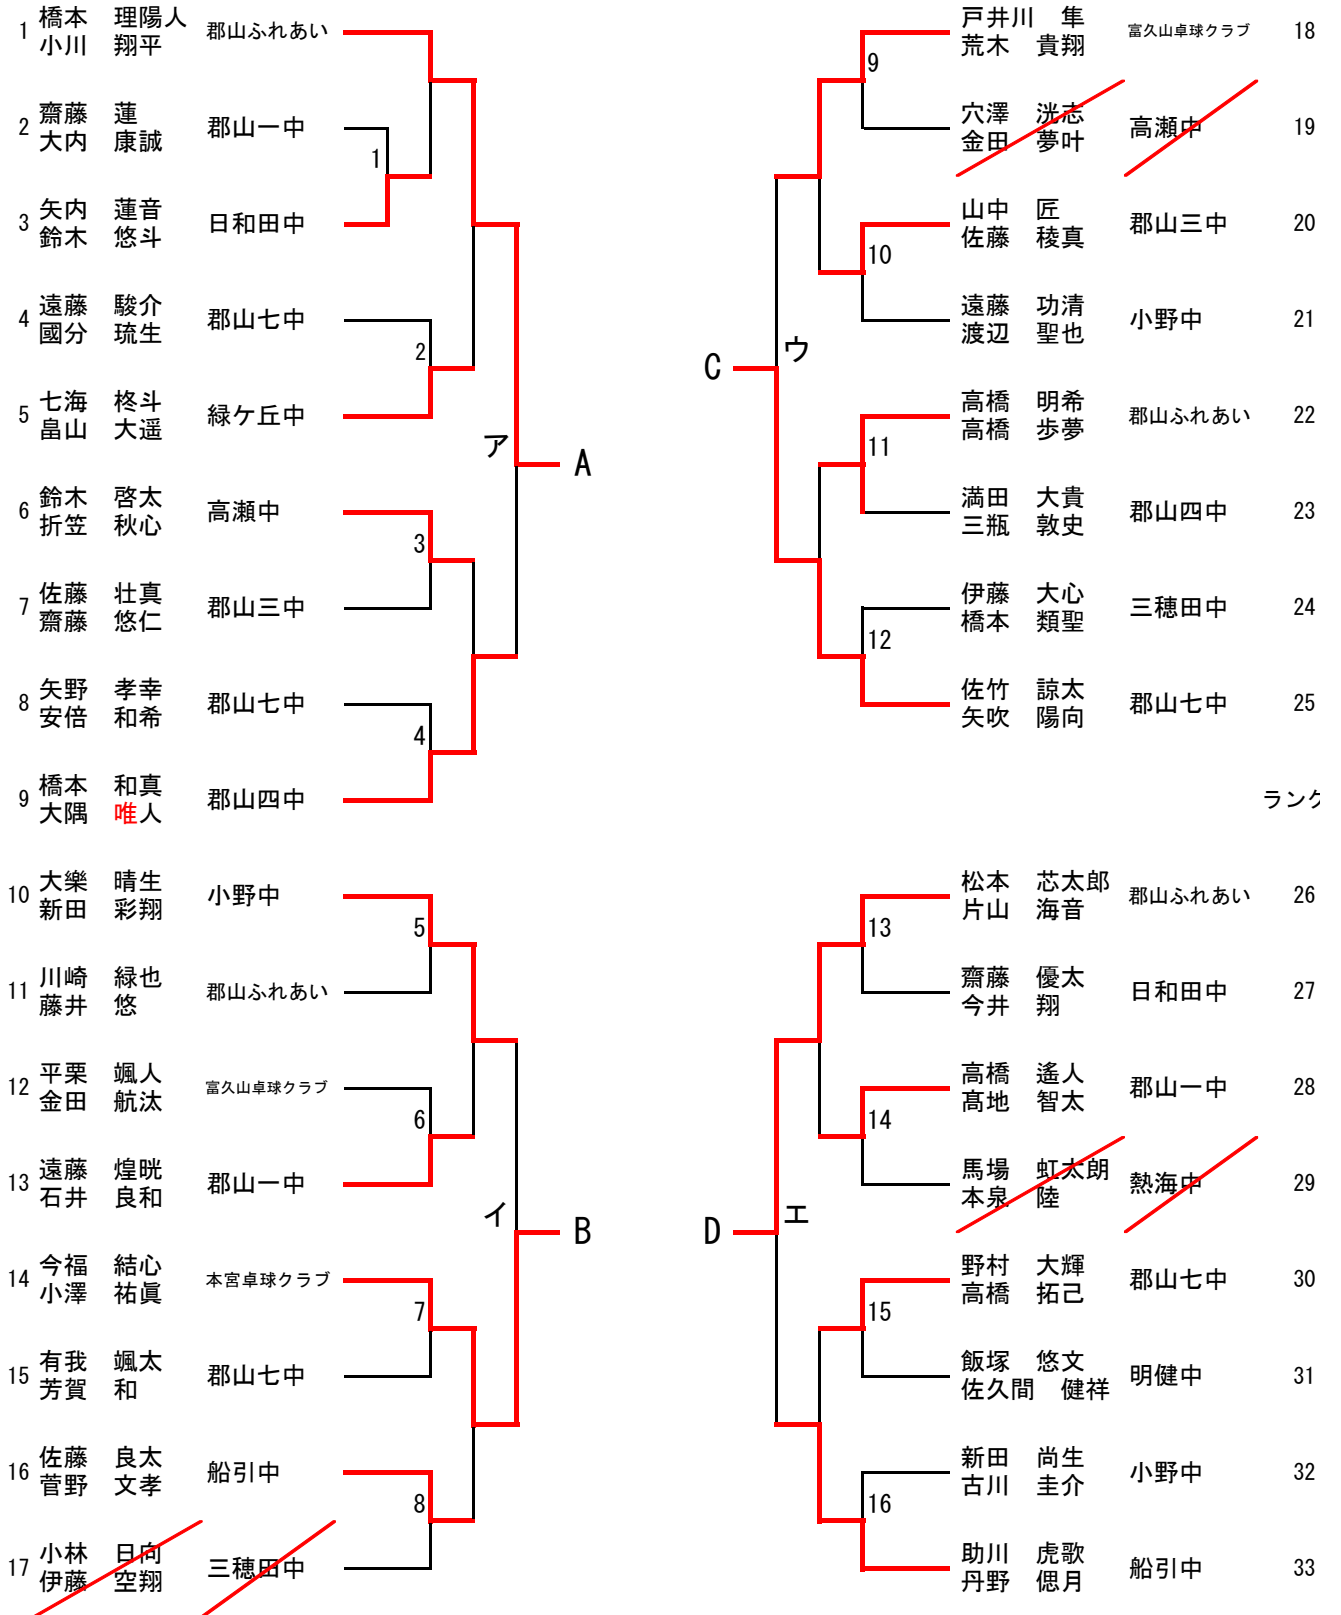 1 橋本 理陽人 郡山ふれあい
小川 翔平
2 齋藤 蓮 郡山一中
大内 康誠
1
3 矢内 蓮音 日和田中
鈴木 悠斗
4 遠藤 駿介 郡山七中
國分 琉生
2
5 七海 柊斗 緑ケ丘中
畠山 大遥
ア
A
6 鈴木 啓太 高瀬中
折笠 秋心
3
7 佐藤 壮真 郡山三中
齋藤 悠仁
8 矢野 孝幸 郡山七中
安倍 和希
4
9 橋本 和真 郡山四中
大隅 唯人
10 大樂 晴生 小野中
新田 彩翔
5
11 川崎 緑也 郡山ふれあい
藤井 悠
12 平栗 颯人 富久山卓球クラブ
金田 航汰
6
13 遠藤 煌晄 郡山一中
石井 良和
イ
B
14 今福 結心 本宮卓球クラブ
小澤 祐眞
7
15 有我 颯太 郡山七中
芳賀 和
16 佐藤 良太 船引中
菅野 文孝
8
17 小林 日向 三穂田中
伊藤 空翔
戸井川 隼 富久山卓球クラブ 18
荒木 貴翔
9
穴澤 洸志 高瀬中 19
金田 夢叶
山中 匠 郡山三中 20
佐藤 稜真
10
遠藤 功清 小野中 21
渡辺 聖也
ウ
C
高橋 明希 郡山ふれあい 22
高橋 歩夢
11
満田 大貴 郡山四中 23
三瓶 敦史
伊藤 大心 三穂田中 24
橋本 類聖
12
佐竹 諒太 郡山七中 25
矢吹 陽向
ランク
松本 芯太郎 郡山ふれあい 26
片山 海音
13
齋藤 優太 日和田中 27
今井 翔
高橋 遙人 郡山一中 28
髙地 智太
14
馬場 虹太朗 熱海中 29
本泉 陸
エ
D
野村 大輝 郡山七中 30
高橋 拓己
15
飯塚 悠文 明健中 31
佐久間 健祥
新田 尚生 小野中 32
古川 圭介
16
助川 虎歌 船引中 33
丹野 偲月